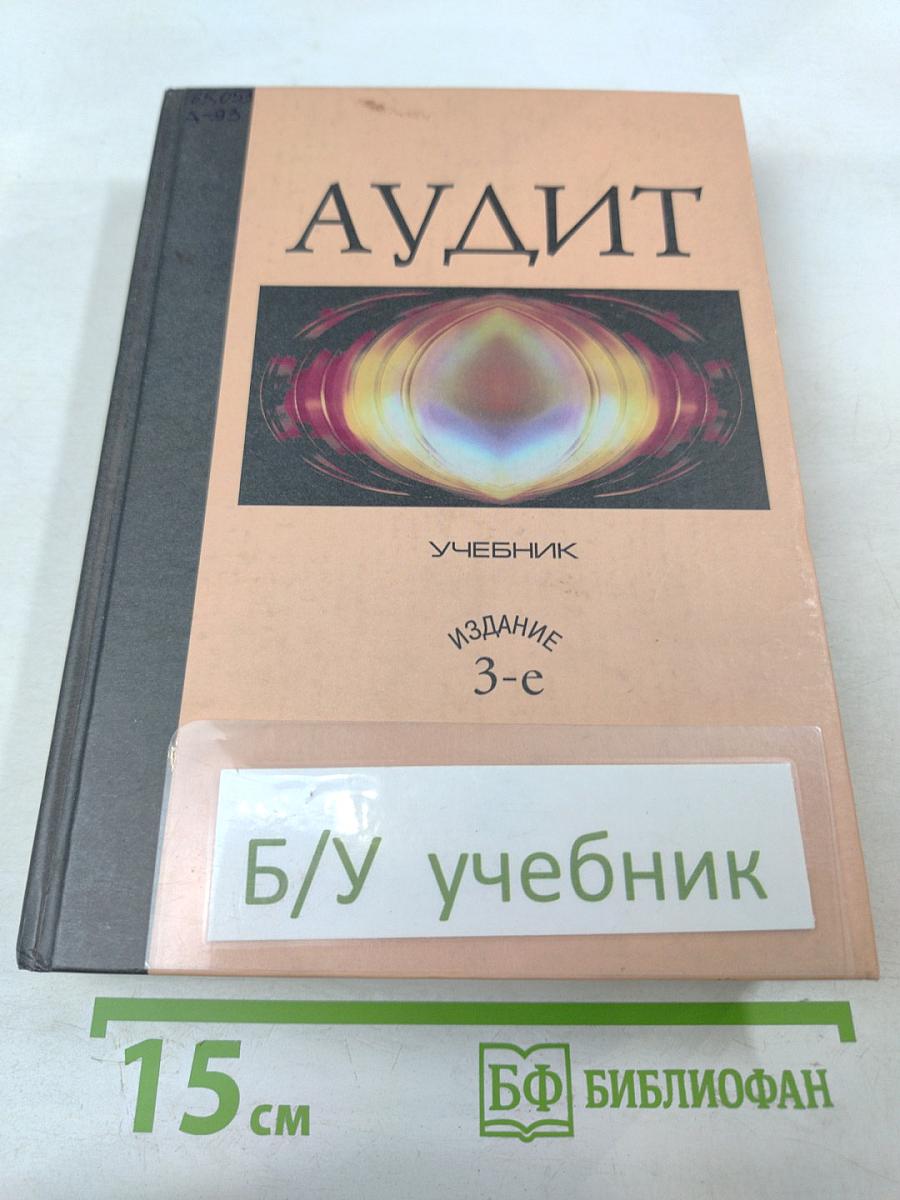 АУДИТ
УЧЕБНИК
ИЗДАНИЕ
3-е
Б/У учебник
15 см
БФ БИБЛИОФАН